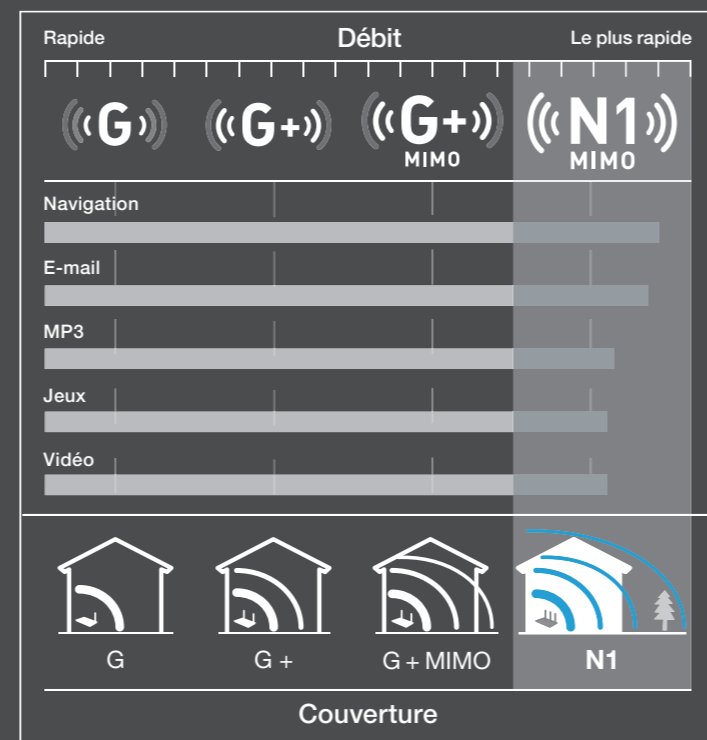 Rapide Débit Le plus rapide
G G+ G+ N1
MIMO MIMO
Navigation
E-mail
MP3
Jeux
Vidéo
G G + G + MIMO N1
Couverture